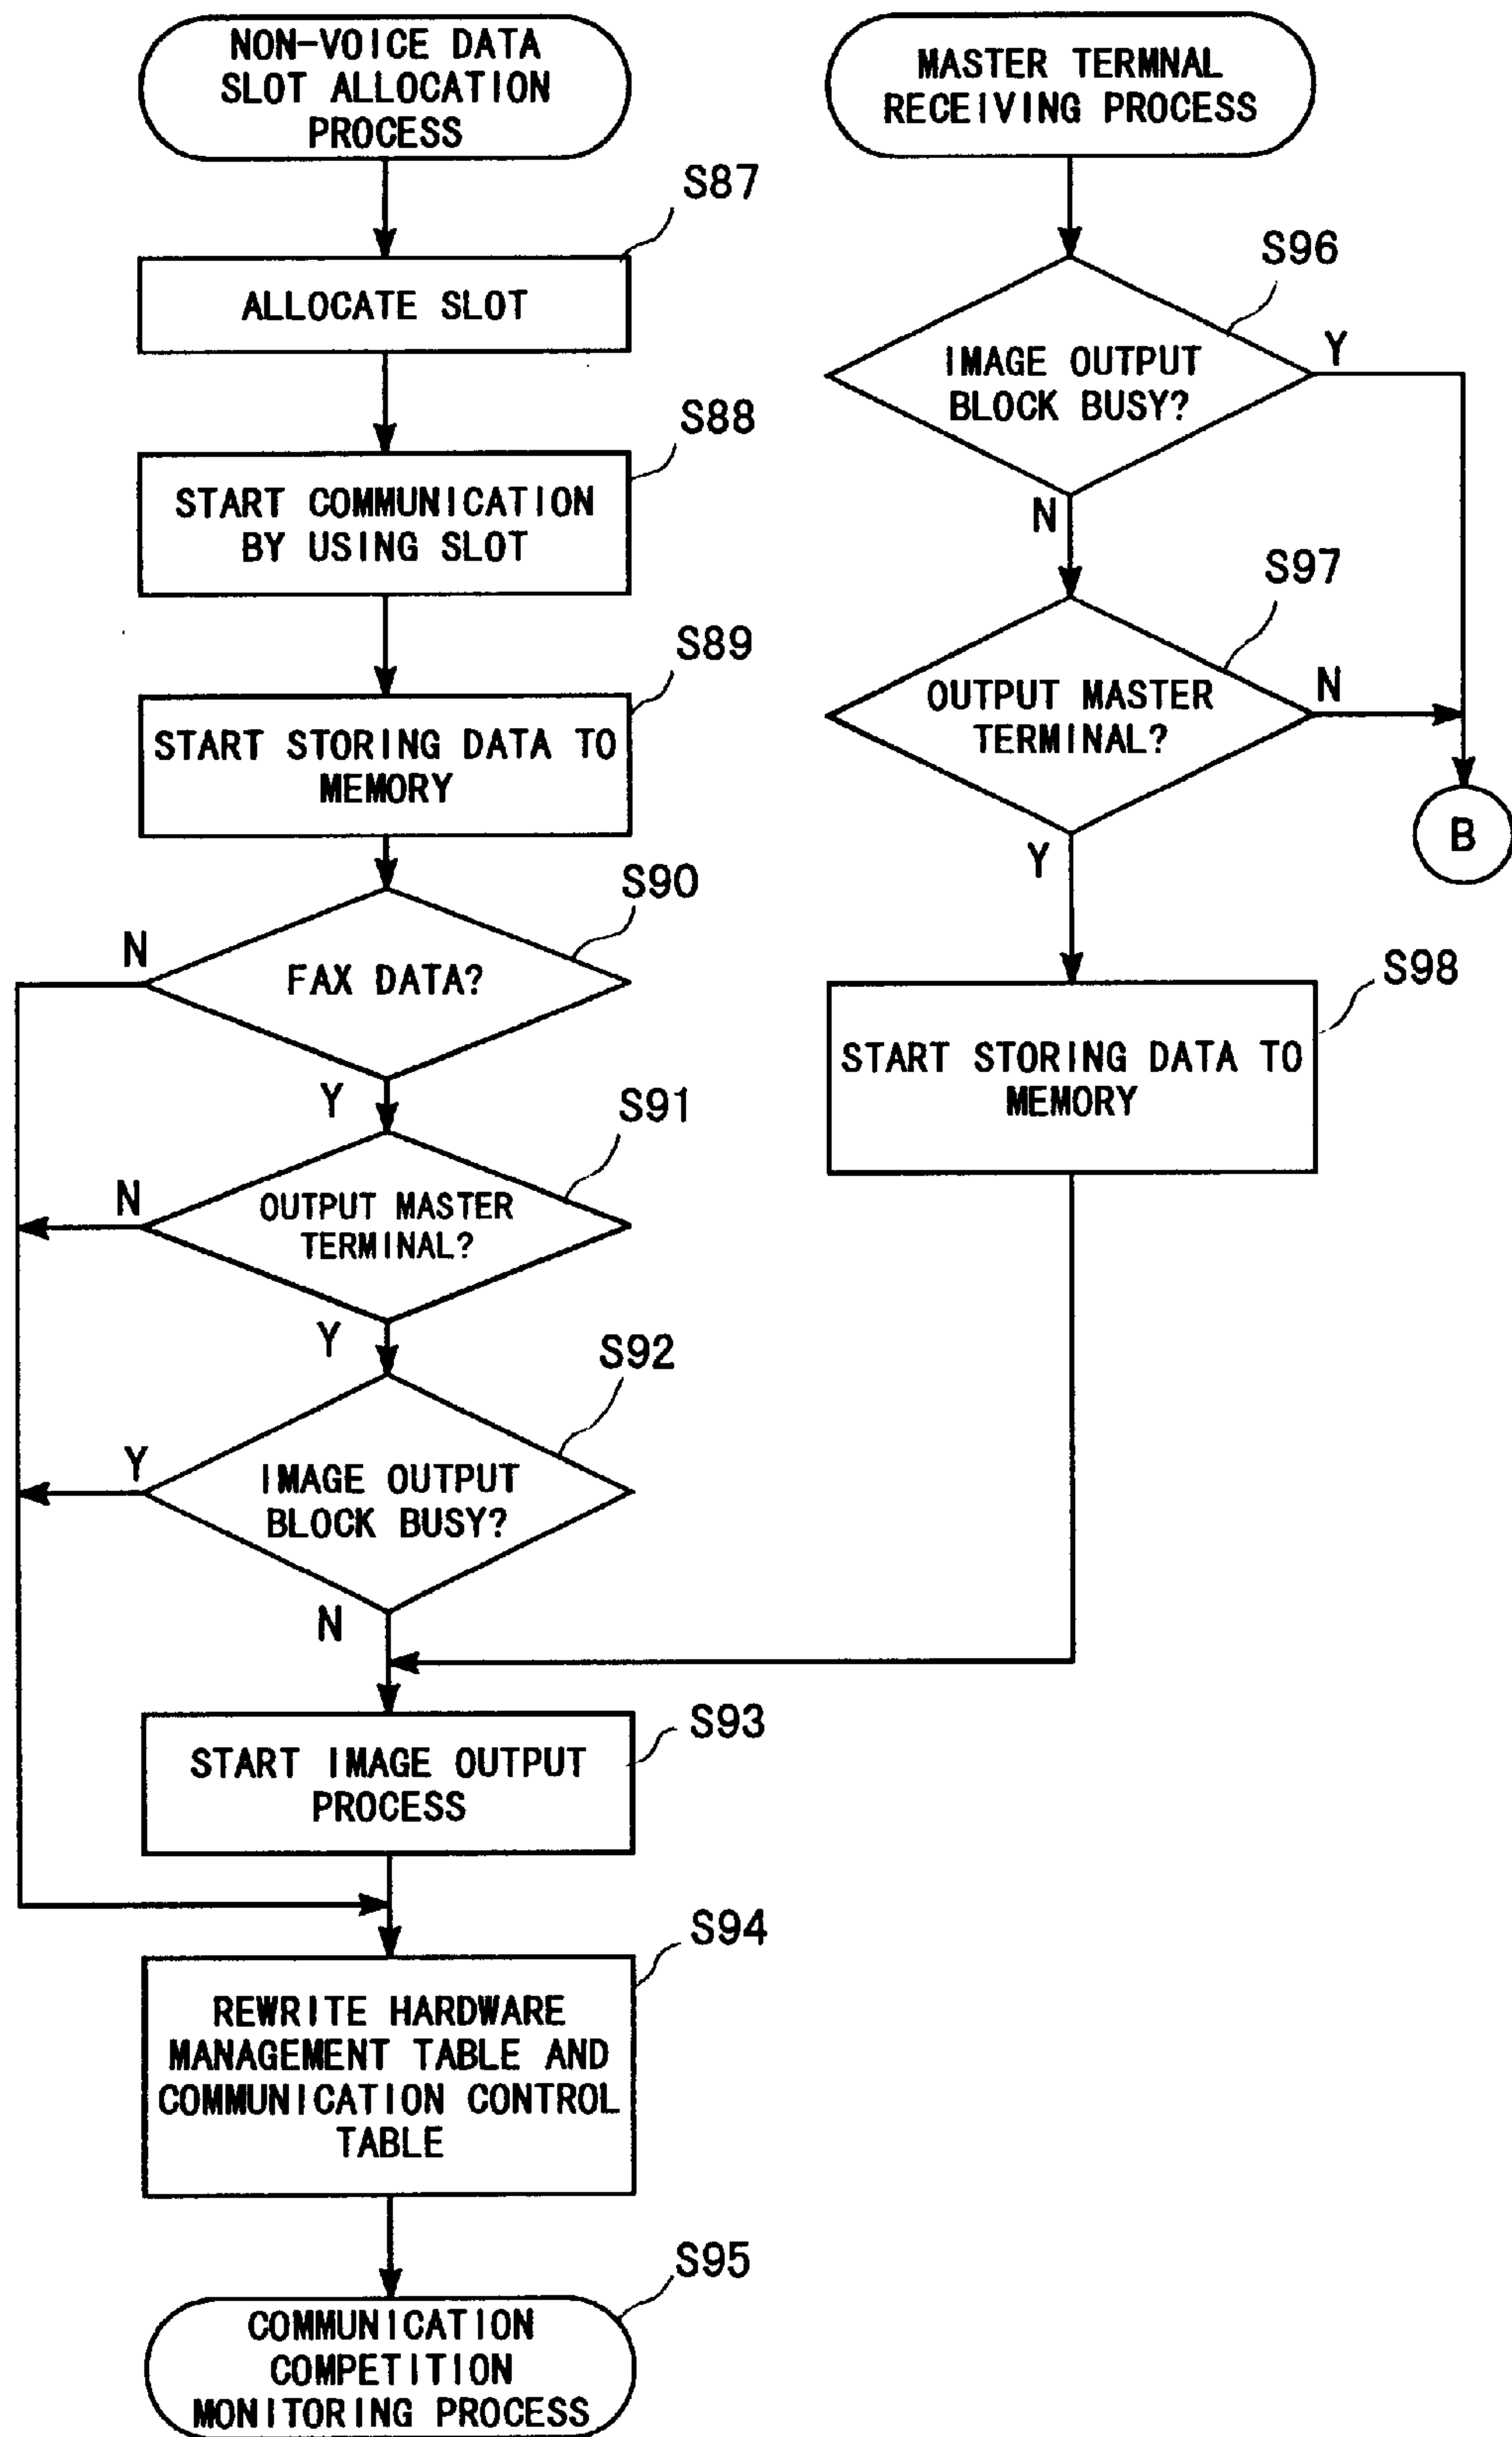 NON-VOICE DATA
SLOT ALLOCATION
PROCESS
S87
ALLOCATE SLOT
S88
START COMMUNICATION
BY USING SLOT
S89
START STORING DATA TO
MEMORY
S90
N
FAX DATA?
Y
S91
N
OUTPUT MASTER
TERMINAL?
Y
S92
Y
IMAGE OUTPUT
BLOCK BUSY?
N
S93
START IMAGE OUTPUT
PROCESS
S94
REWRITE HARDWARE
MANAGEMENT TABLE AND
COMMUNICATION CONTROL
TABLE
S95
COMMUNICATION
COMPETITION
MONITORING PROCESS
MASTER TERMNAL
RECEIVING PROCESS
S96
Y
IMAGE OUTPUT
BLOCK BUSY?
N
S97
N
OUTPUT MASTER
TERMINAL?
B
Y
S98
START STORING DATA TO
MEMORY